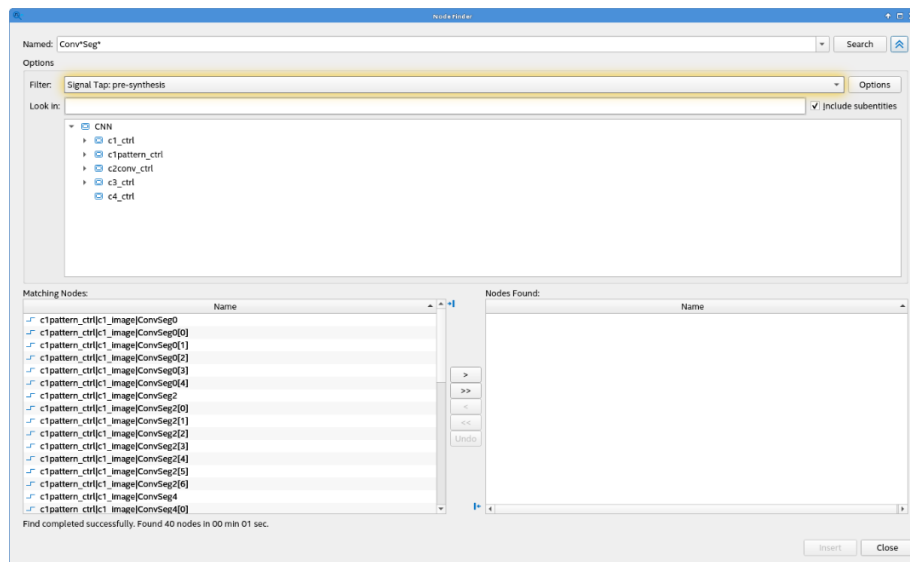 Node Finder
Named: Conv*Seg* Search
Options
Filter: Signal Tap: pre-synthesis Options
Look in: Include subentities
CNN
c1_ctrl
c1pattern_ctrl
c2conv_ctrl
c3_ctrl
c4_ctrl
Matching Nodes: Nodes Found:
Name Name
c1pattern_ctrl|c1_image|ConvSeg0
c1pattern_ctrl|c1_image|ConvSeg0[0]
c1pattern_ctrl|c1_image|ConvSeg0[1]
c1pattern_ctrl|c1_image|ConvSeg0[2]
c1pattern_ctrl|c1_image|ConvSeg0[3]
c1pattern_ctrl|c1_image|ConvSeg0[4]
c1pattern_ctrl|c1_image|ConvSeg2
c1pattern_ctrl|c1_image|ConvSeg2[0]
c1pattern_ctrl|c1_image|ConvSeg2[1]
c1pattern_ctrl|c1_image|ConvSeg2[2]
c1pattern_ctrl|c1_image|ConvSeg2[3]
c1pattern_ctrl|c1_image|ConvSeg2[4]
c1pattern_ctrl|c1_image|ConvSeg2[5]
c1pattern_ctrl|c1_image|ConvSeg2[6]
c1pattern_ctrl|c1_image|ConvSeg4
c1pattern_ctrl|c1_image|ConvSeg4[0]
>
>>
<
<<
Undo
Find completed successfully. Found 40 nodes in 00 min 01 sec.
Insert Close